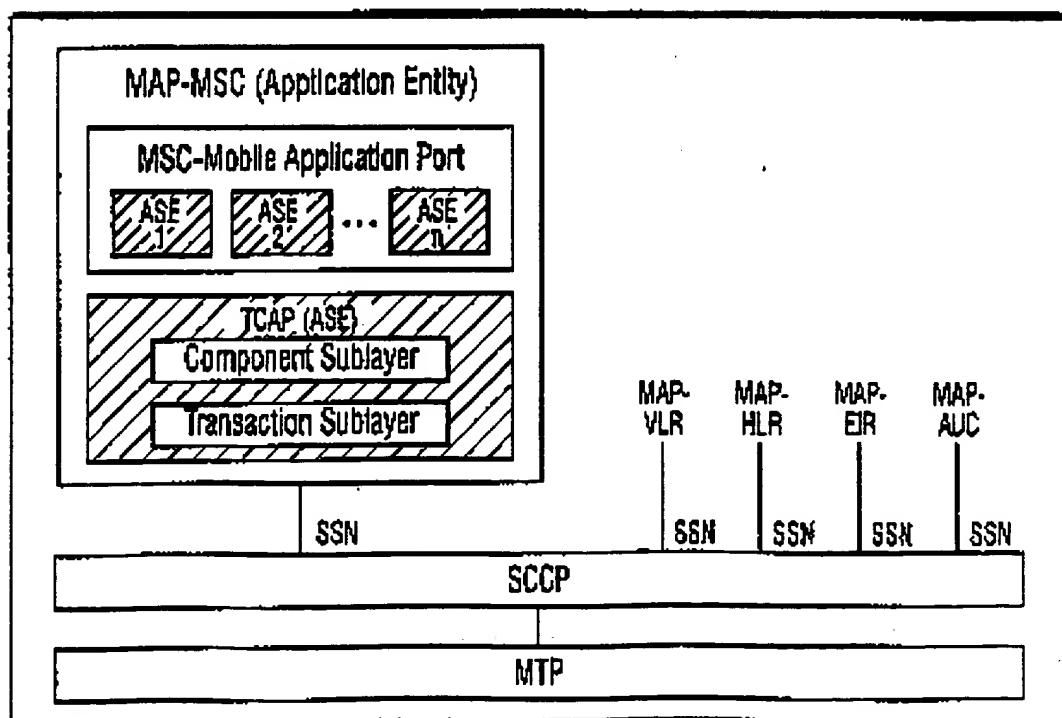 MAP-MSC (Application Entity)
MSC-Mobile Application Port
ASE
1
ASE
2
...
ASE
n
TCAP (ASE)
Component Sublayer
Transaction Sublayer
MAP-
VLR
MAP-
HLR
MAP-
EIR
MAP-
AUC
SSN
SSN
SSN
SSN
SSN
SCCP
MTP